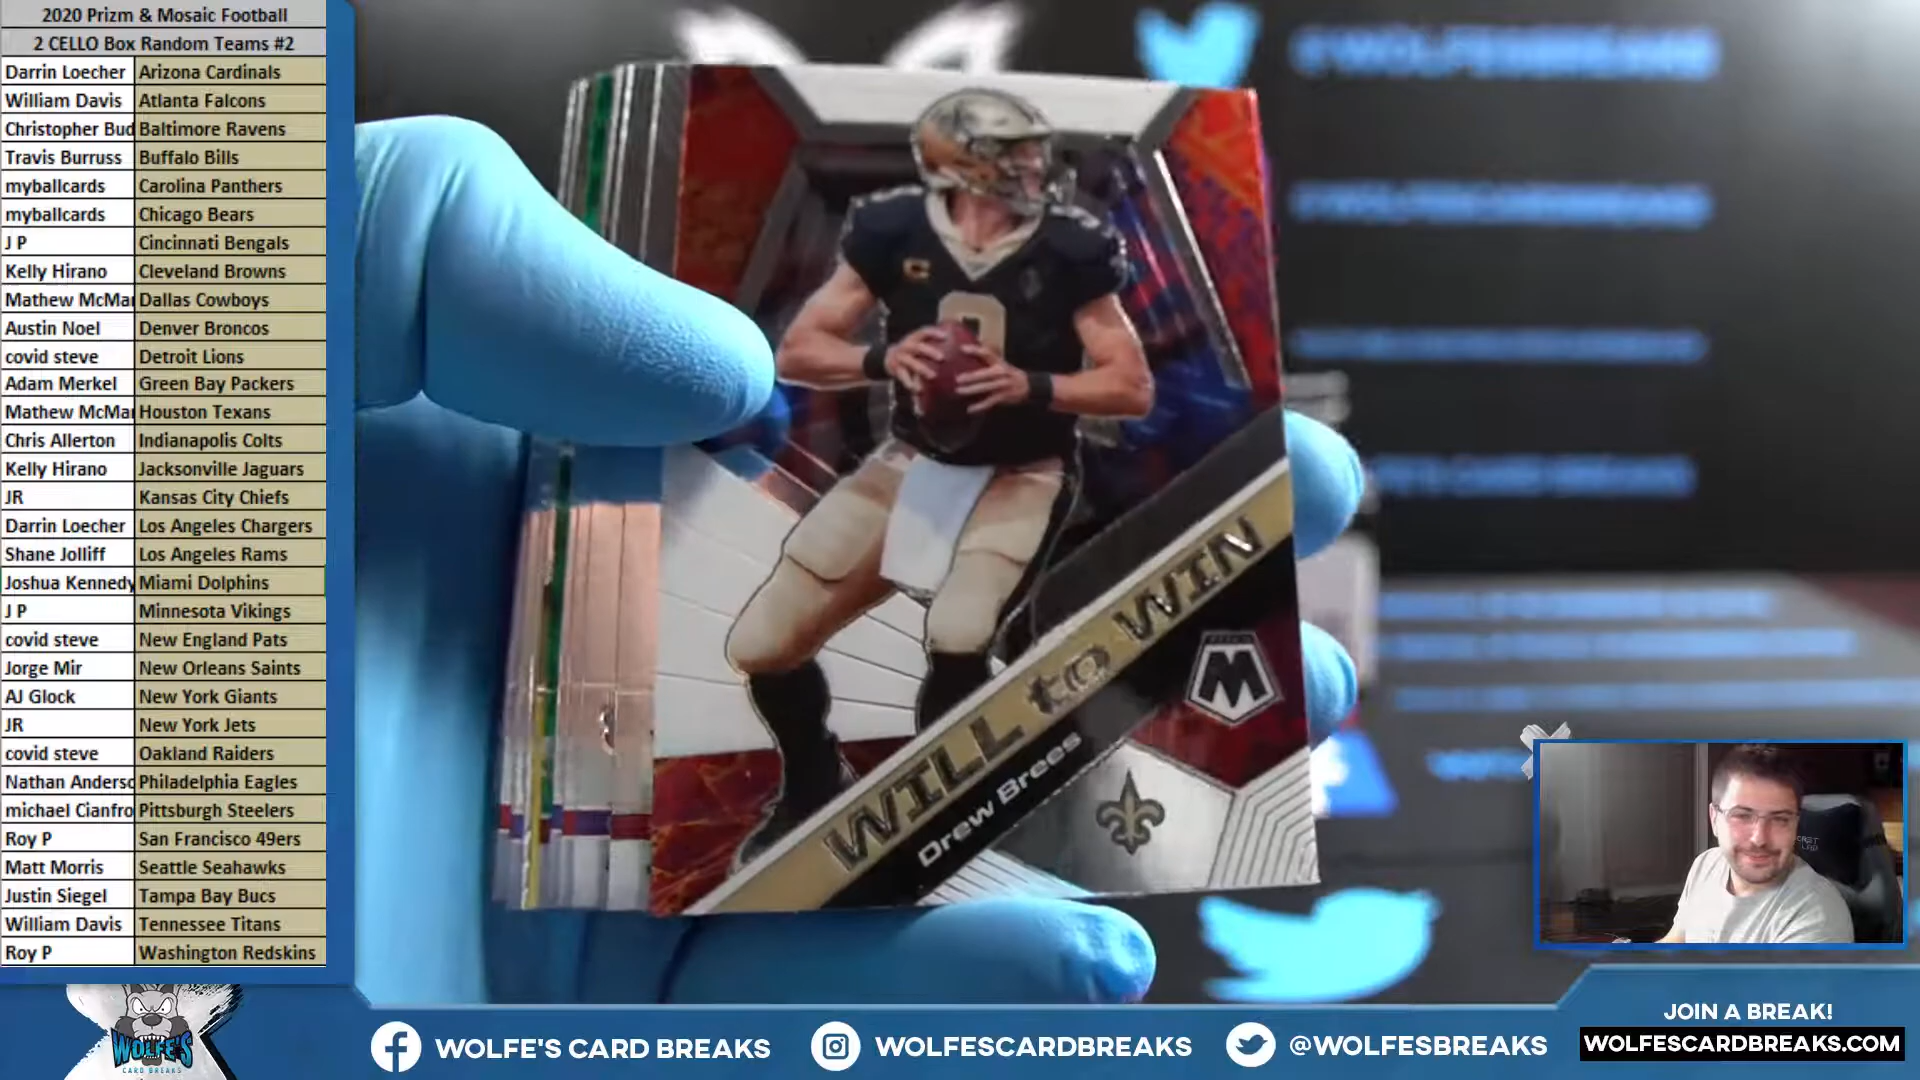 2020 Prizm & Mosaic Football
2 CELLO Box Random Teams #2
Darrin Loecher Arizona Cardinals
William Davis Atlanta Falcons
Christopher Bud Baltimore Ravens
Travis Burruss Buffalo Bills
myballcards Carolina Panthers
myballcards Chicago Bears
J P Cincinnati Bengals
Kelly Hirano Cleveland Browns
Mathew McMar Dallas Cowboys
Austin Noel Denver Broncos
covid steve Detroit Lions
Adam Merkel Green Bay Packers
Mathew McMar Houston Texans
Chris Allerton Indianapolis Colts
Kelly Hirano Jacksonville Jaguars
JR Kansas City Chiefs
Darrin Loecher Los Angeles Chargers
Shane Jolliff Los Angeles Rams
Joshua Kennedy Miami Dolphins
J P Minnesota Vikings
covid steve New England Pats
Jorge Mir New Orleans Saints
AJ Glock New York Giants
JR New York Jets
covid steve Oakland Raiders
Nathan Anderso Philadelphia Eagles
michael Cianfro Pittsburgh Steelers
Roy P San Francisco 49ers
Matt Morris Seattle Seahawks
Justin Siegel Tampa Bay Bucs
William Davis Tennessee Titans
Roy P Washington Redskins
@WOLFESBREAKS
WILL to WIN
Drew Brees
M
9
C
WOLFE'S
CARD BREAKS
WOLFE'S CARD BREAKS
WOLFESCARDBREAKS
@WOLFESBREAKS
JOIN A BREAK!
WOLFESCARDBREAKS.COM